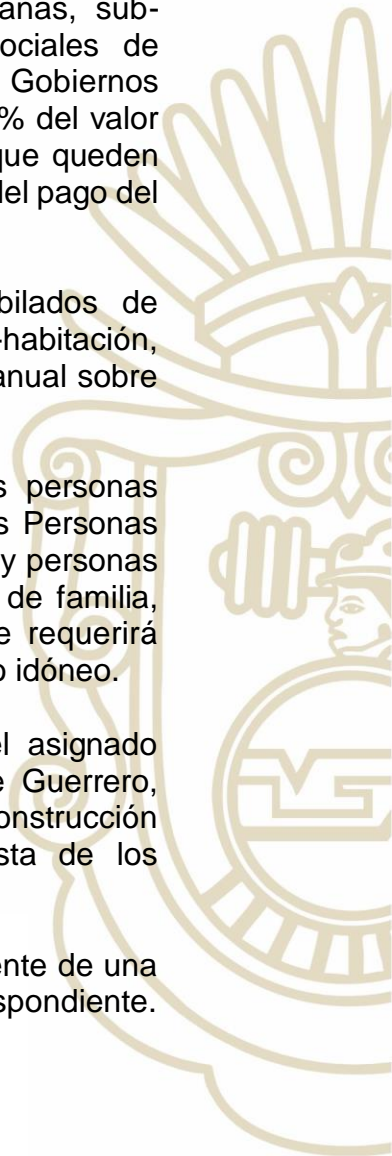 anas, sub-
ociales de
Gobiernos
% del valor
que queden
del pago del
bilados de
-habitación,
anual sobre
s personas
s Personas
y personas
de familia,
e requerirá
o idóneo.
el asignado
e Guerrero,
onstrucción
sta de los
ente de una
spondiente.